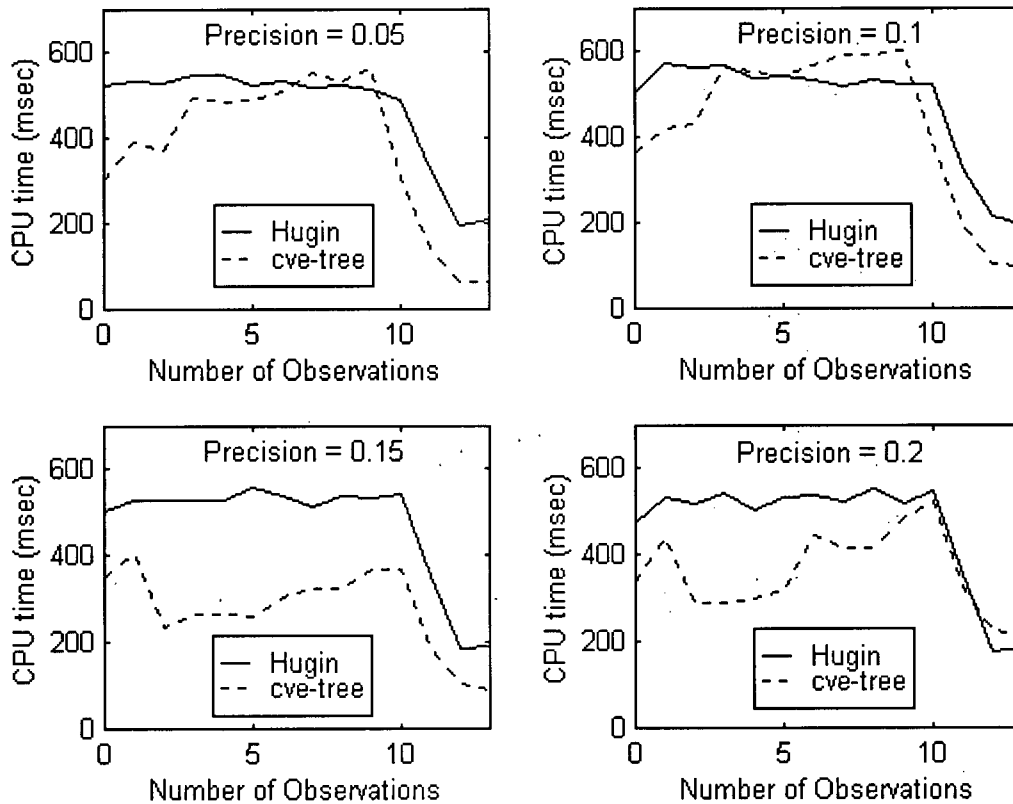 Precision = 0.05
600
400
200
0
CPU time (msec)
Hugin
cve-tree
0
5
10
Number of Observations
Precision = 0.1
600
400
200
0
CPU time (msec)
Hugin
cve-tree
0
5
10
Number of Observations
Precision = 0.15
600
400
200
0
CPU time (msec)
Hugin
cve-tree
0
5
10
Number of Observations
Precision = 0.2
600
400
200
0
CPU time (msec)
Hugin
cve-tree
0
5
10
Number of Observations